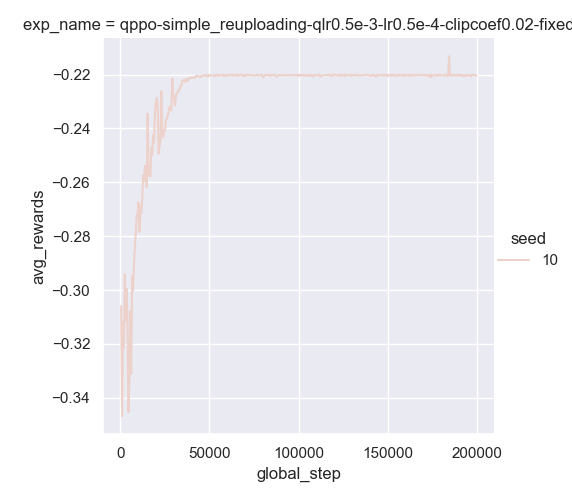 exp_name = qppo-simple_reuploading-qlr0.5e-3-lr0.5e-4-clipcoef0.02-fixed
−0.22
−0.24
−0.26
−0.28
−0.30
−0.32
−0.34
avg_rewards
0 50000 100000 150000 200000
global_step
seed
10